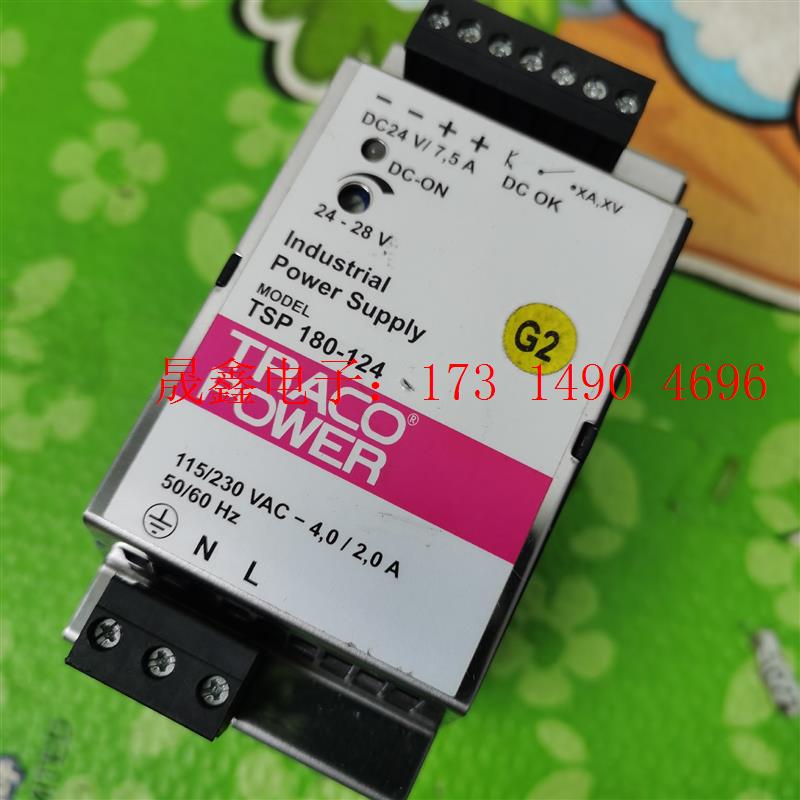 − − + +
DC24 V/ 7,5 A
DC OK
XA,XV
DC-ON
24 - 28 V
Industrial
Power Supply
MODEL
TSP 180-124
G2
晟鑫电子：173 1490 4696
TRACO
POWER®
115/230 VAC – 4,0 / 2,0 A
50/60 Hz
N
L